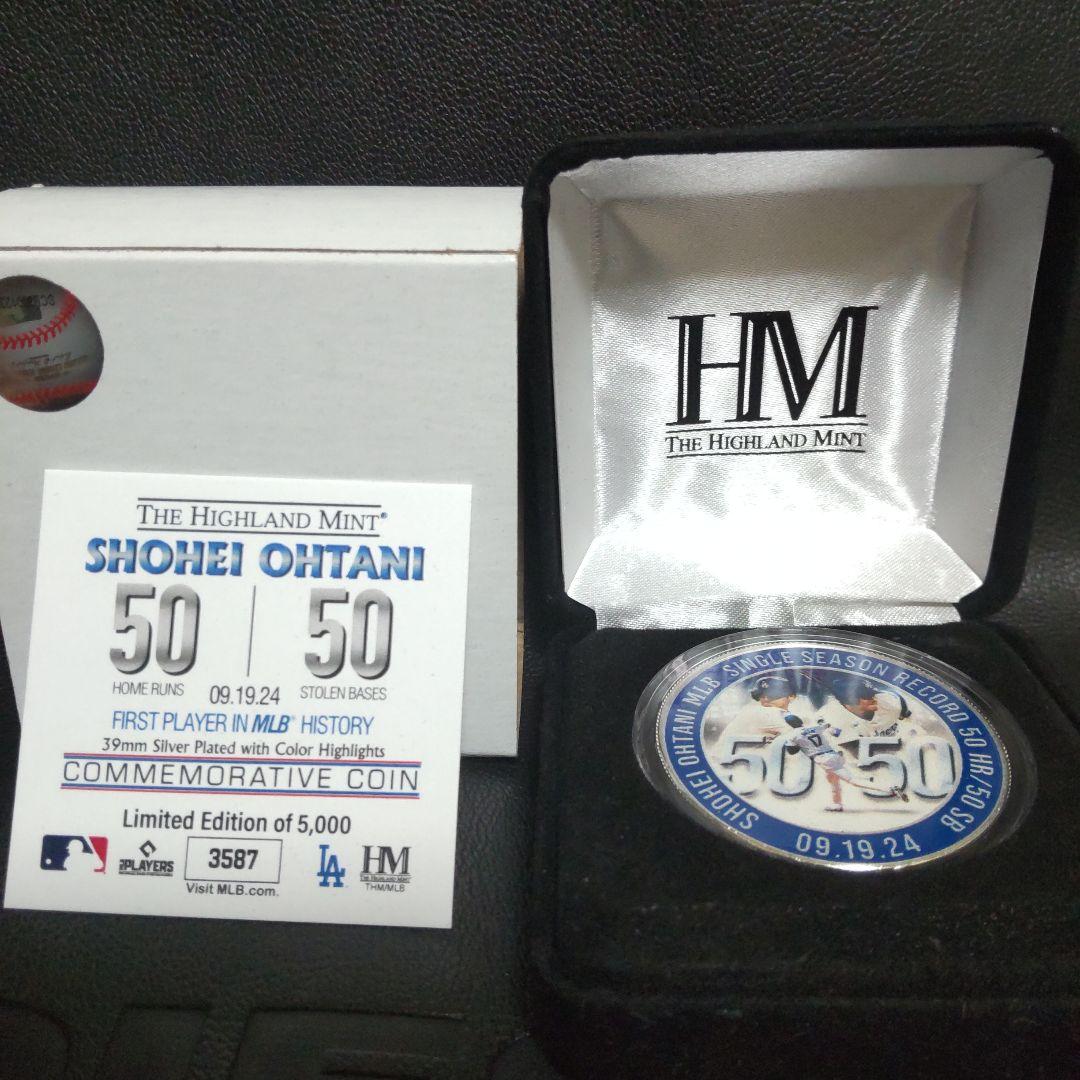 THE HIGHLAND MINT®
SHOHEI OHTANI
50 50
HOME RUNS 09.19.24 STOLEN BASES
FIRST PLAYER IN MLB® HISTORY
39mm Silver Plated with Color Highlights
COMMEMORATIVE COIN
Limited Edition of 5,000
PLAYERS 3587 LA HM
THE HIGHLAND MINT
THM/MLB
Visit MLB.com.
HM
THE HIGHLAND MINT
SHOHEI OHTANI MLB SINGLE SEASON RECORD 50 HR/50 SB
50 50
09.19.24